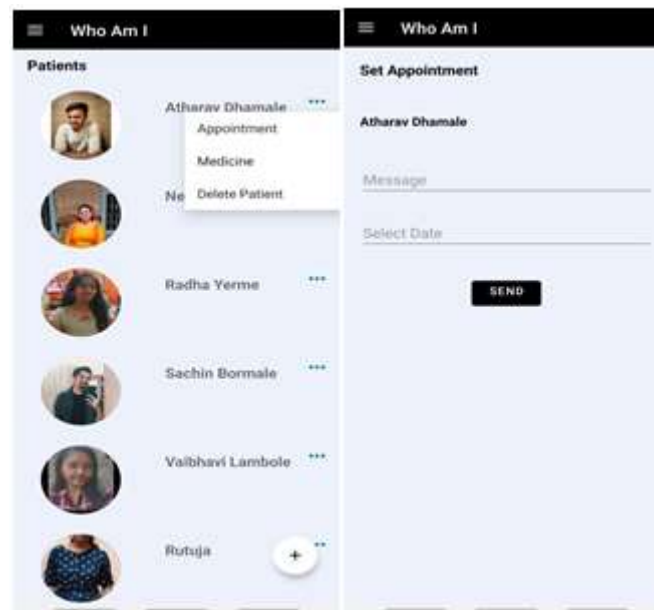 Who Am I
Patients
Atharav Dhamale
Appointment
Medicine
Delete Patient
Ne
Radha Yerme
Sachin Bormale
Vaibhavi Lambole
Rutuja
+
Who Am I
Set Appointment
Atharav Dhamale
Message
Select Date
SEND